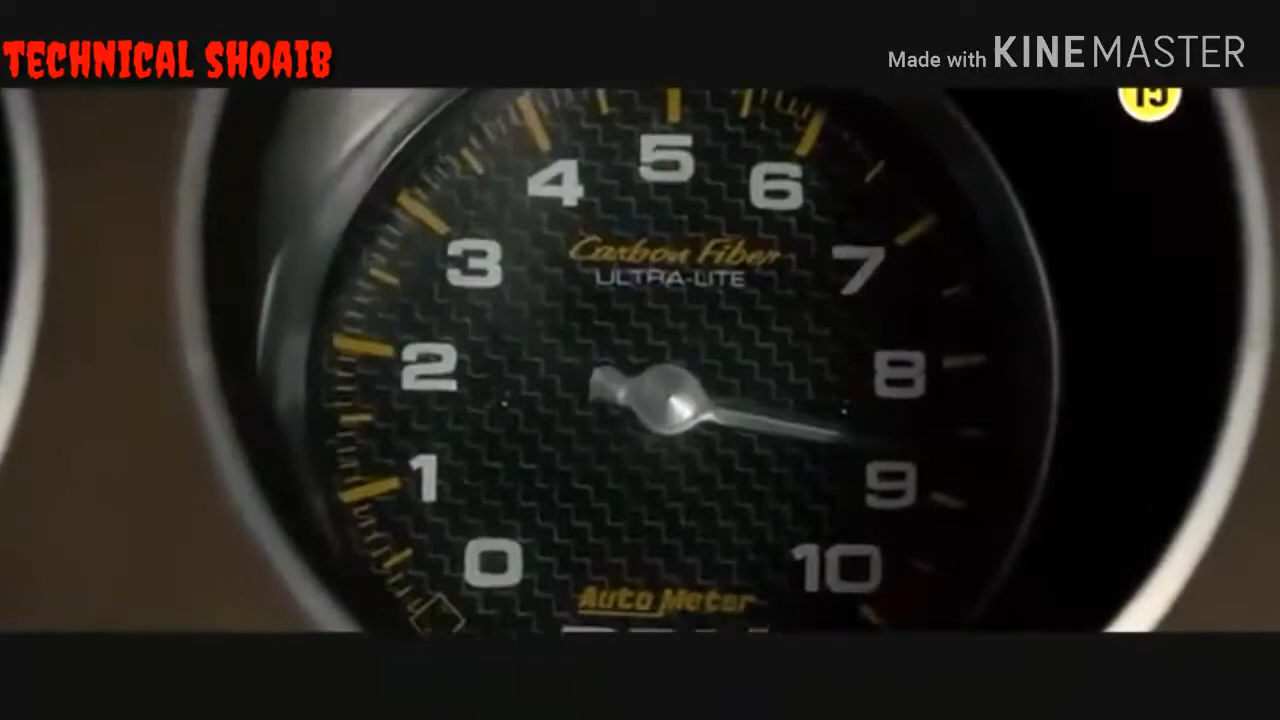 TECHNICAL SHOAIB
Made with KINEMASTER
15
4 5 6
3 7
Carbon Fiber
ULTRA-LITE
2 8
1 9
0 10
Auto Meter